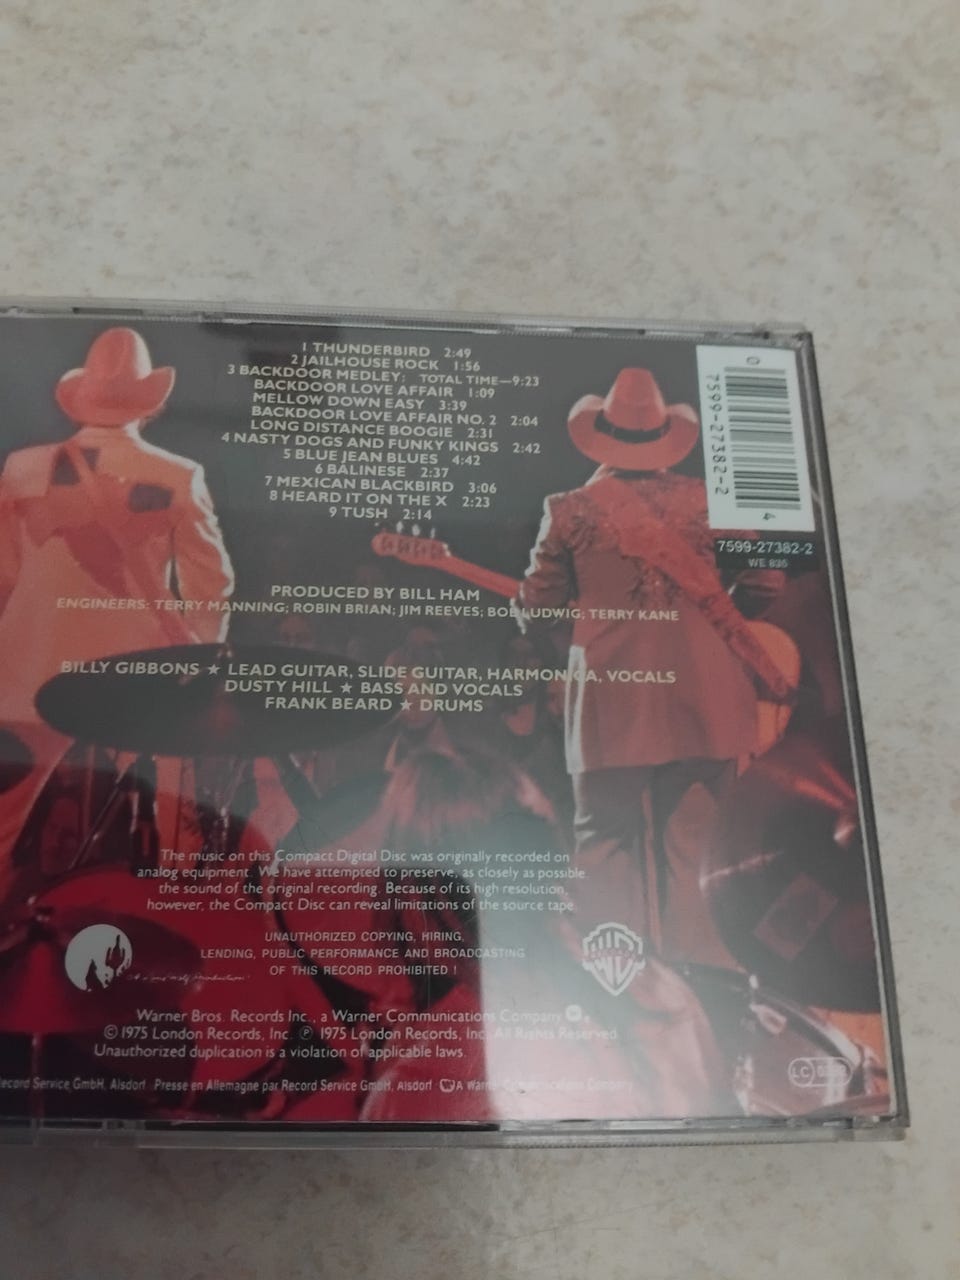 1 THUNDERBIRD 2:49
2 JAILHOUSE ROCK 1:56
3 BACKDOOR MEDLEY: TOTAL TIME—9:23
BACKDOOR LOVE AFFAIR 1:09
MELLOW DOWN EASY 3:39
BACKDOOR LOVE AFFAIR NO. 2 2:04
LONG DISTANCE BOOGIE 2:31
4 NASTY DOGS AND FUNKY KINGS 2:42
5 BLUE JEAN BLUES 4:42
6 BALINESE 2:37
7 MEXICAN BLACKBIRD 3:06
8 HEARD IT ON THE X 2:23
9 TUSH 2:14
0 7599-27382-2 4
7599-27382-2
WE 835
PRODUCED BY BILL HAM
ENGINEERS: TERRY MANNING; ROBIN BRIAN; JIM REEVES; BOB LUDWIG; TERRY KANE
BILLY GIBBONS ★ LEAD GUITAR, SLIDE GUITAR, HARMONICA, VOCALS
DUSTY HILL ★ BASS AND VOCALS
FRANK BEARD ★ DRUMS
The music on this Compact Digital Disc was originally recorded on
analog equipment. We have attempted to preserve, as closely as possible,
the sound of the original recording. Because of its high resolution,
however, the Compact Disc can reveal limitations of the source tape.
UNAUTHORIZED COPYING, HIRING,
LENDING, PUBLIC PERFORMANCE AND BROADCASTING
OF THIS RECORD PROHIBITED !
Warner Bros. Records Inc., a Warner Communications Company
© 1975 London Records, Inc. ℗ 1975 London Records, Inc. All Rights Reserved.
Unauthorized duplication is a violation of applicable laws.
Record Service GmbH, Alsdorf Presse en Allemagne par Record Service GmbH, Alsdorf A Warner Communications Company
LC